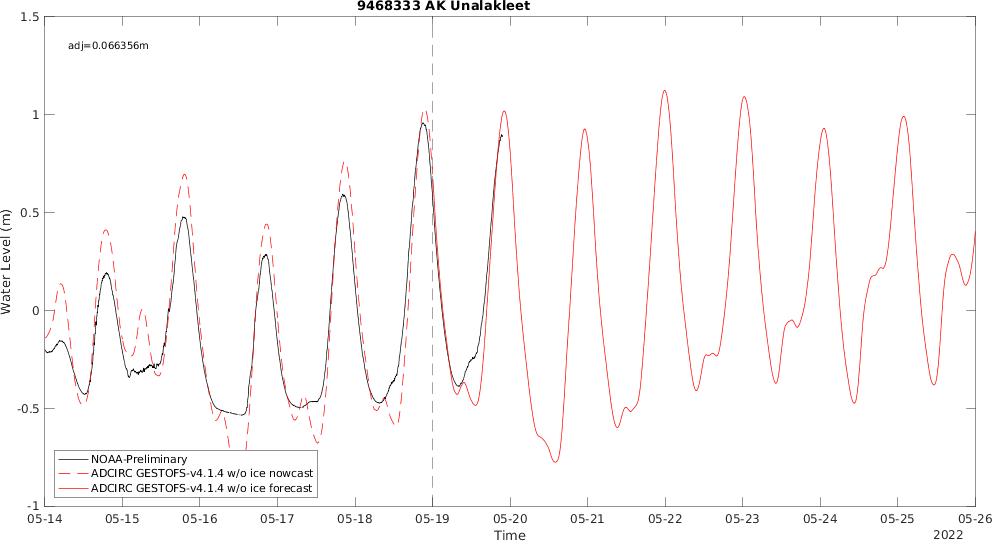 9468333 AK Unalakleet
adj=0.066356m
Water Level (m)
1.5
1
0.5
0
-0.5
-1
NOAA-Preliminary
ADCIRC GESTOFS-v4.1.4 w/o ice nowcast
ADCIRC GESTOFS-v4.1.4 w/o ice forecast
05-14 05-15 05-16 05-17 05-18 05-19 05-20 05-21 05-22 05-23 05-24 05-25 05-26
Time
2022